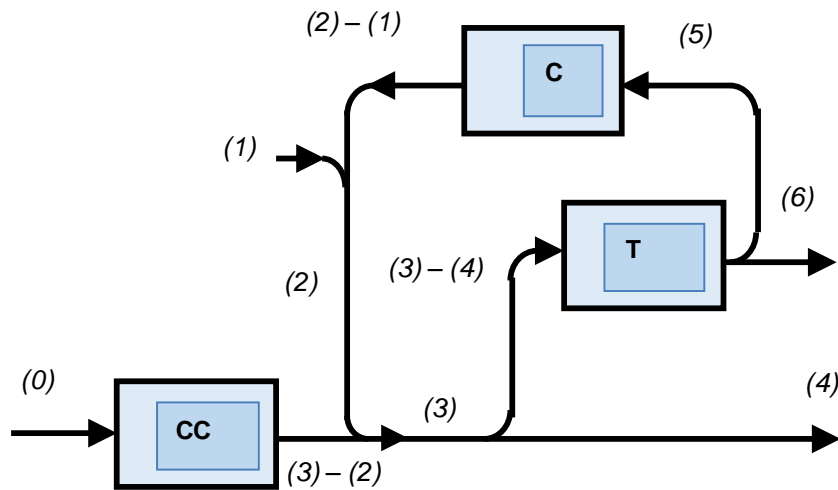 (2) – (1)
C
(5)
(1)
(6)
T
(3) – (4)
(2)
(0)
(3)
(4)
CC
(3) – (2)